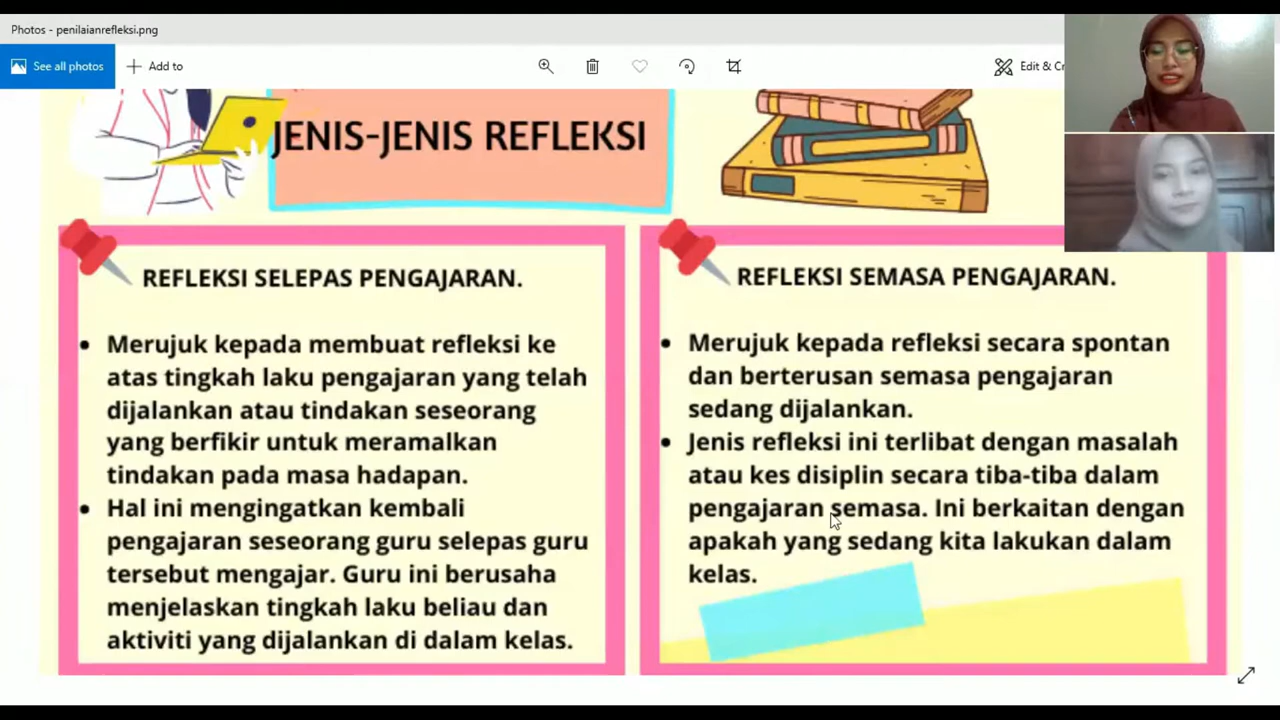 Photos - penilaianrefleksi.png
See all photos
Add to
Edit & Cr
JENIS-JENIS REFLEKSI
REFLEKSI SELEPAS PENGAJARAN.
Merujuk kepada membuat refleksi ke
atas tingkah laku pengajaran yang telah
dijalankan atau tindakan seseorang
yang berfikir untuk meramalkan
tindakan pada masa hadapan.
Hal ini mengingatkan kembali
pengajaran seseorang guru selepas guru
tersebut mengajar. Guru ini berusaha
menjelaskan tingkah laku beliau dan
aktiviti yang dijalankan di dalam kelas.
REFLEKSI SEMASA PENGAJARAN.
Merujuk kepada refleksi secara spontan
dan berterusan semasa pengajaran
sedang dijalankan.
Jenis refleksi ini terlibat dengan masalah
atau kes disiplin secara tiba-tiba dalam
pengajaran semasa. Ini berkaitan dengan
apakah yang sedang kita lakukan dalam
kelas.